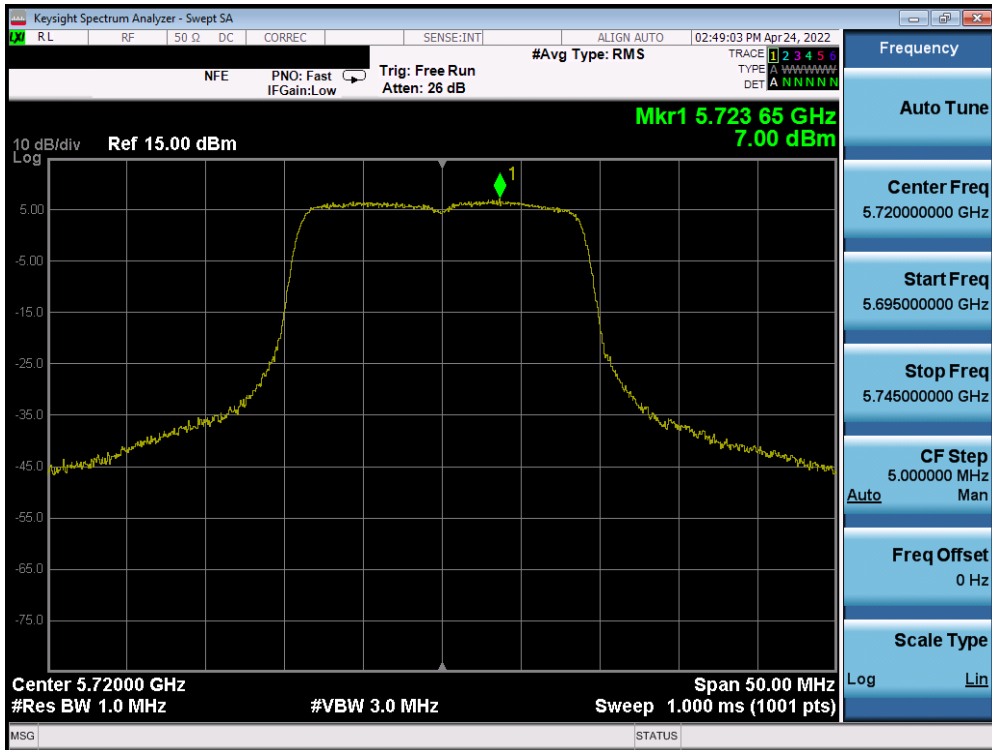 Keysight Spectrum Analyzer - Swept SA
LXI RL RF 50 Ω DC CORREC SENSE:INT ALIGN AUTO 02:49:03 PM Apr 24, 2022
NFE PNO: Fast Trig: Free Run #Avg Type: RMS TRACE 1 2 3 4 5 6
IFGain:Low Atten: 26 dB TYPE A WWWWW
DET A N N N N N
Mkr1 5.723 65 GHz
7.00 dBm
10 dB/div Ref 15.00 dBm
Log
1
5.00
-5.00
-15.0
-25.0
-35.0
-45.0
-55.0
-65.0
-75.0
Center 5.72000 GHz Span 50.00 MHz
#Res BW 1.0 MHz #VBW 3.0 MHz Sweep 1.000 ms (1001 pts)
MSG STATUS
Frequency
Auto Tune
Center Freq
5.720000000 GHz
Start Freq
5.695000000 GHz
Stop Freq
5.745000000 GHz
CF Step
5.000000 MHz
Auto Man
Freq Offset
0 Hz
Scale Type
Log Lin